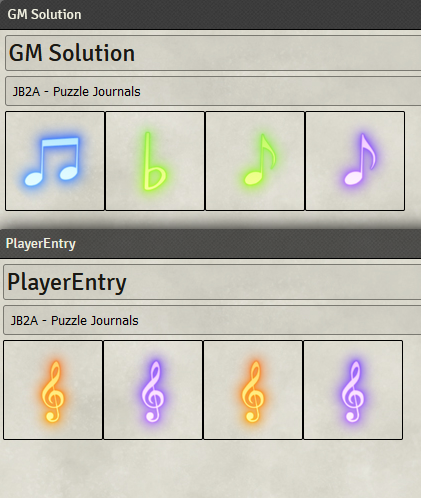 GM Solution
GM Solution
JB2A - Puzzle Journals
PlayerEntry
PlayerEntry
JB2A - Puzzle Journals